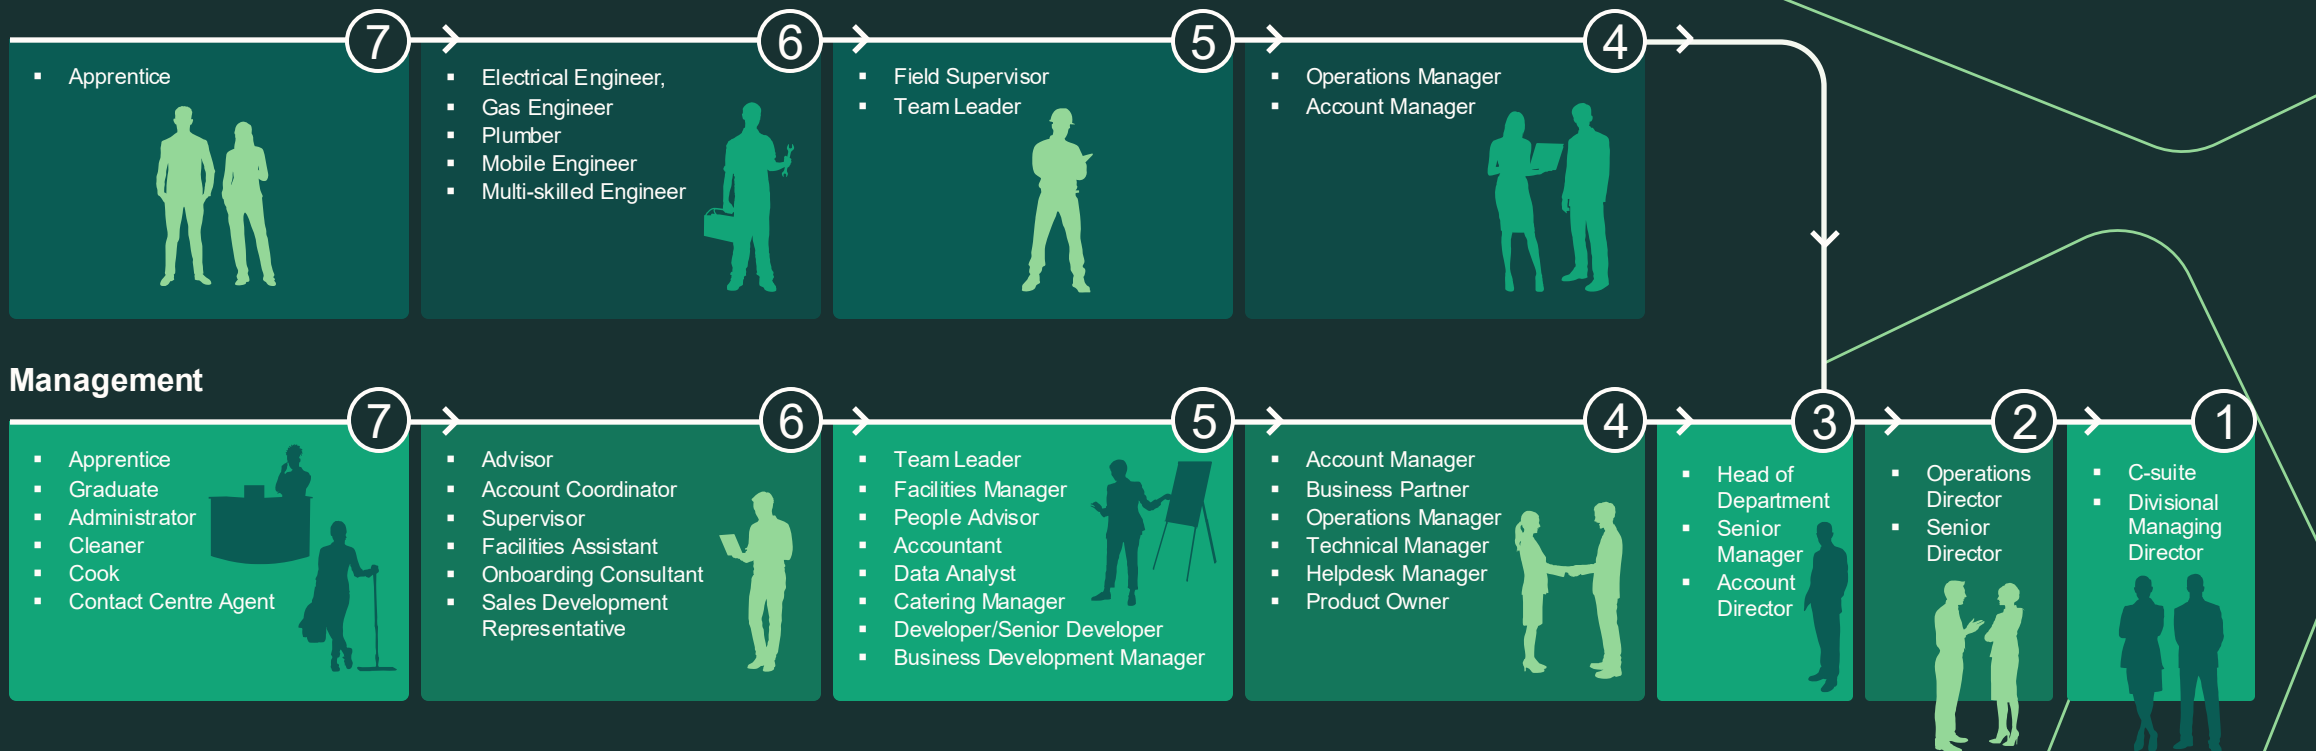 7
6
5
4
Apprentice
Electrical Engineer,
Gas Engineer
Plumber
Mobile Engineer
Multi-skilled Engineer
Field Supervisor
Team Leader
Operations Manager
Account Manager
Management
7
6
5
4
3
2
1
Apprentice
Graduate
Administrator
Cleaner
Cook
Contact Centre Agent
Advisor
Account Coordinator
Supervisor
Facilities Assistant
Onboarding Consultant
Sales Development
Representative
Team Leader
Facilities Manager
People Advisor
Accountant
Data Analyst
Catering Manager
Developer/Senior Developer
Business Development Manager
Account Manager
Business Partner
Operations Manager
Technical Manager
Helpdesk Manager
Product Owner
Head of
Department
Senior
Manager
Account
Director
Operations
Director
Senior
Director
C-suite
Divisional
Managing
Director